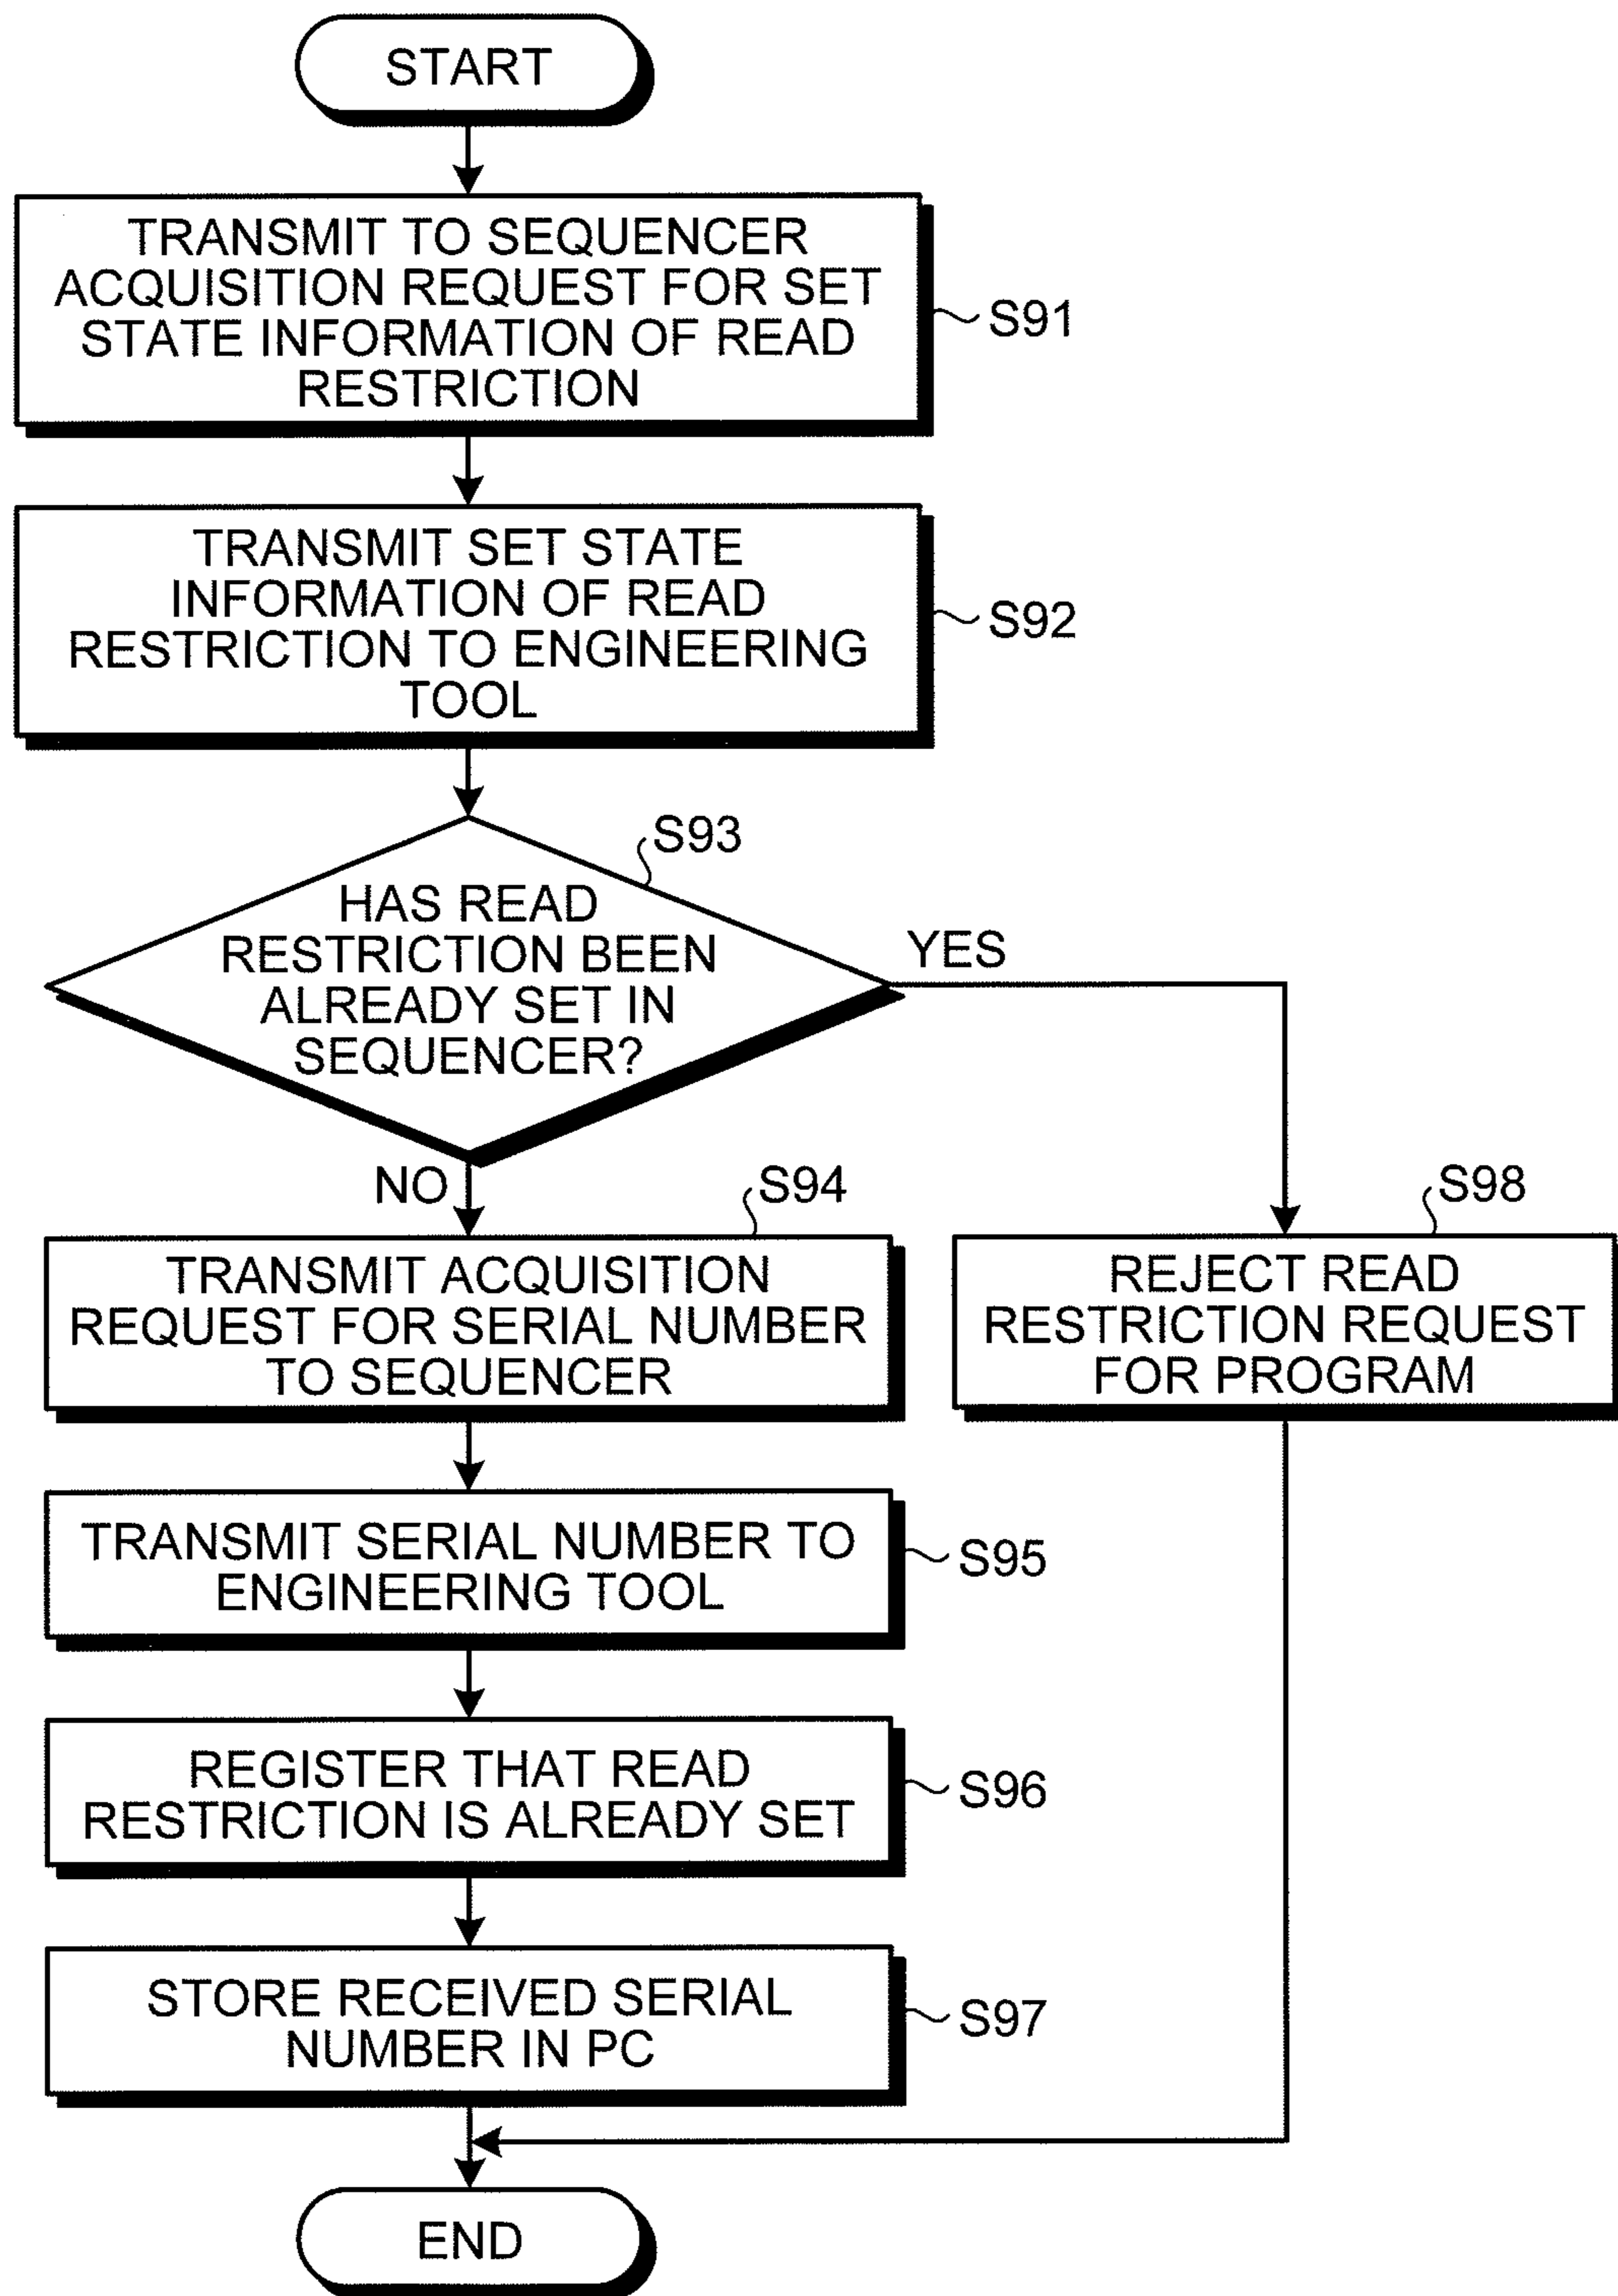 START
TRANSMIT TO SEQUENCER
ACQUISITION REQUEST FOR SET
STATE INFORMATION OF READ
RESTRICTION
S91
TRANSMIT SET STATE
INFORMATION OF READ
RESTRICTION TO ENGINEERING
TOOL
S92
S93
HAS READ
RESTRICTION BEEN
ALREADY SET IN
SEQUENCER?
YES
NO
S94
TRANSMIT ACQUISITION
REQUEST FOR SERIAL NUMBER
TO SEQUENCER
S98
REJECT READ
RESTRICTION REQUEST
FOR PROGRAM
TRANSMIT SERIAL NUMBER TO
ENGINEERING TOOL
S95
REGISTER THAT READ
RESTRICTION IS ALREADY SET
S96
STORE RECEIVED SERIAL
NUMBER IN PC
S97
END